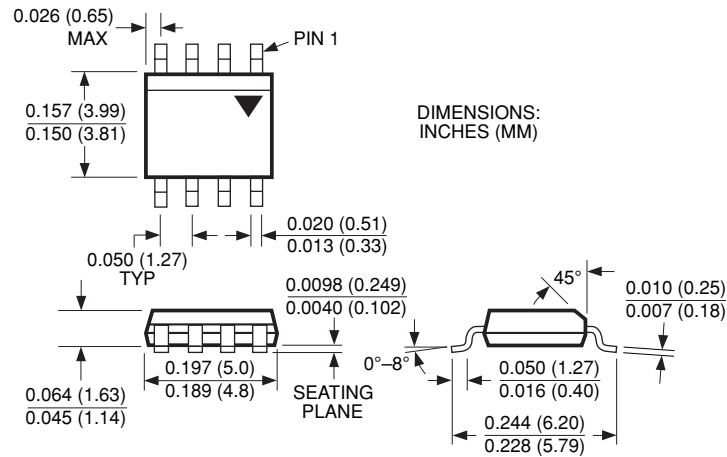 0.026 (0.65)
MAX
PIN 1
0.157 (3.99)
0.150 (3.81)
DIMENSIONS:
INCHES (MM)
0.020 (0.51)
0.013 (0.33)
0.050 (1.27)
TYP
0.0098 (0.249)
0.0040 (0.102)
45°
0.010 (0.25)
0.007 (0.18)
0°–8°
0.064 (1.63)
0.045 (1.14)
0.197 (5.0)
0.189 (4.8)
SEATING
PLANE
0.050 (1.27)
0.016 (0.40)
0.244 (6.20)
0.228 (5.79)